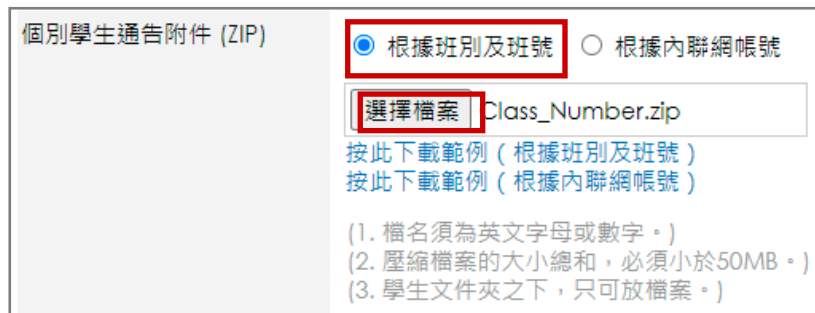 個別學生通告附件 (ZIP)
根據班別及班號 根據內聯網帳號
選擇檔案 Class_Number.zip
按此下載範例 ( 根據班別及班號 )
按此下載範例 ( 根據內聯網帳號 )
(1. 檔名須為英文字母或數字。)
(2. 壓縮檔案的大小總和，必須小於50MB。)
(3. 學生文件夾之下，只可放檔案。)